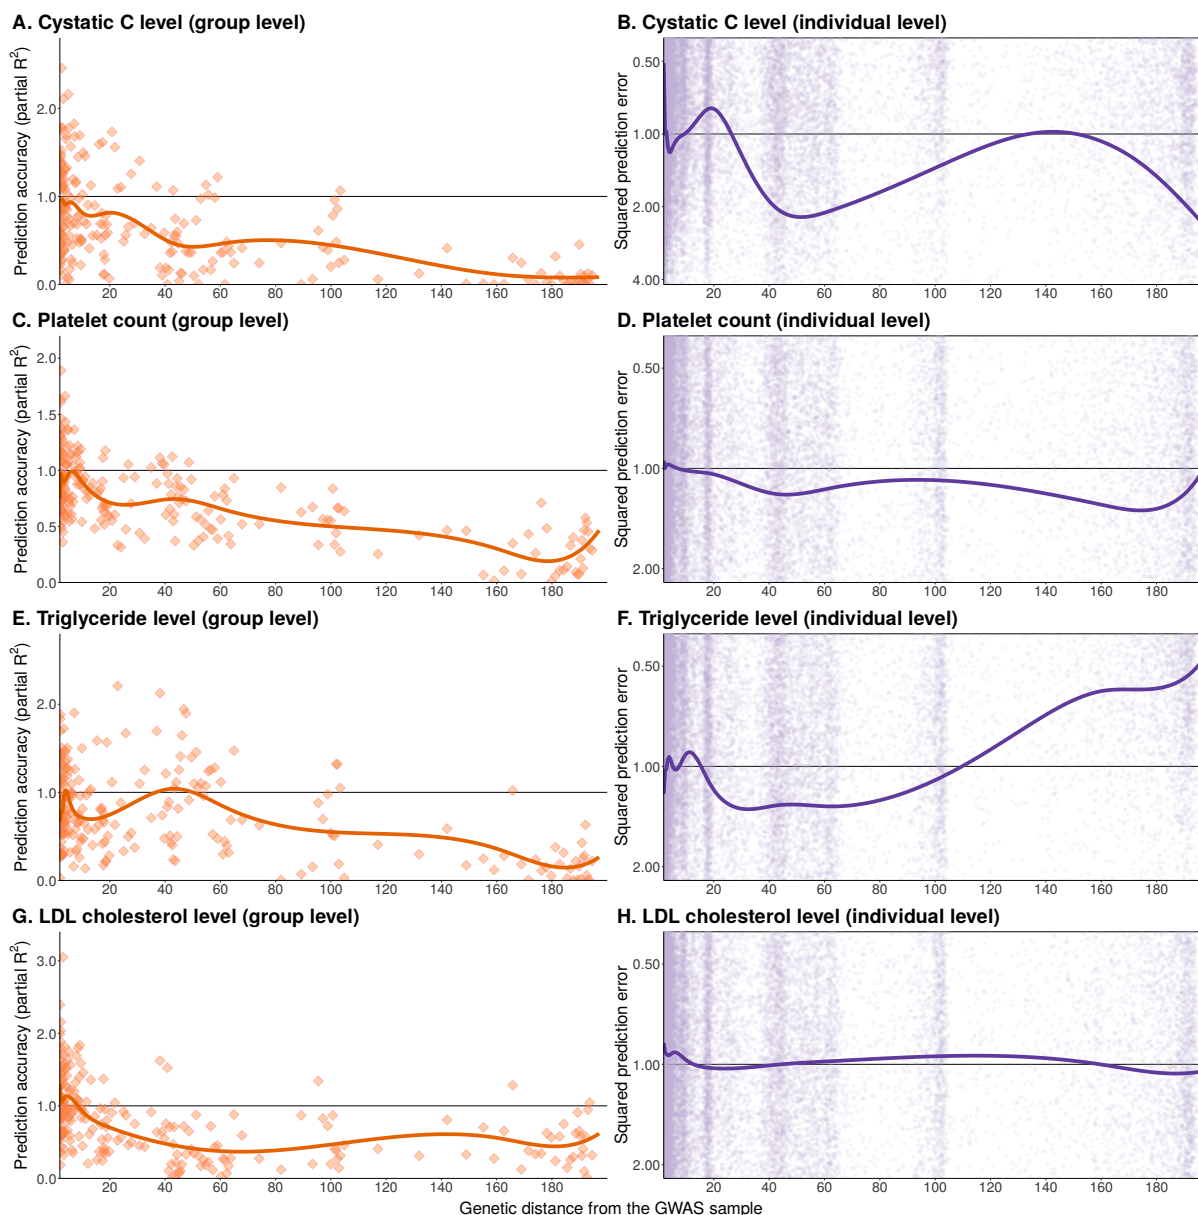 A. Cystatic C level (group level)
Prediction accuracy (partial R²)
2.0
1.0
0.0
20 40 60 80 100 120 140 160 180
B. Cystatic C level (individual level)
Squared prediction error
0.50
1.00
2.00
4.00
20 40 60 80 100 120 140 160 180
C. Platelet count (group level)
Prediction accuracy (partial R²)
2.0
1.5
1.0
0.5
0.0
20 40 60 80 100 120 140 160 180
D. Platelet count (individual level)
Squared prediction error
0.50
1.00
2.00
20 40 60 80 100 120 140 160 180
E. Triglyceride level (group level)
Prediction accuracy (partial R²)
2.0
1.0
0.0
20 40 60 80 100 120 140 160 180
F. Triglyceride level (individual level)
Squared prediction error
0.50
1.00
2.00
20 40 60 80 100 120 140 160 180
G. LDL cholesterol level (group level)
Prediction accuracy (partial R²)
3.0
2.0
1.0
0.0
20 40 60 80 100 120 140 160 180
H. LDL cholesterol level (individual level)
Squared prediction error
0.50
1.00
2.00
20 40 60 80 100 120 140 160 180
Genetic distance from the GWAS sample